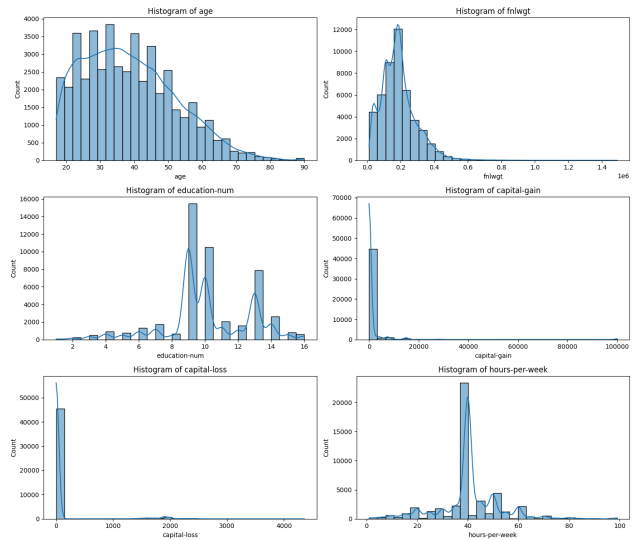 Histogram of age
Count
4000
3500
3000
2500
2000
1500
1000
500
0
20 30 40 50 60 70 80 90
age
Histogram of fnlwgt
Count
12000
10000
8000
6000
4000
2000
0
0.0 0.2 0.4 0.6 0.8 1.0 1.2 1.4
1e6
fnlwgt
Histogram of education-num
Count
16000
14000
12000
10000
8000
6000
4000
2000
0
2 4 6 8 10 12 14 16
education-num
Histogram of capital-gain
Count
70000
60000
50000
40000
30000
20000
10000
0
0 20000 40000 60000 80000 100000
capital-gain
Histogram of capital-loss
Count
50000
40000
30000
20000
10000
0
0 1000 2000 3000 4000
capital-loss
Histogram of hours-per-week
Count
20000
15000
10000
5000
0
0 20 40 60 80 100
hours-per-week